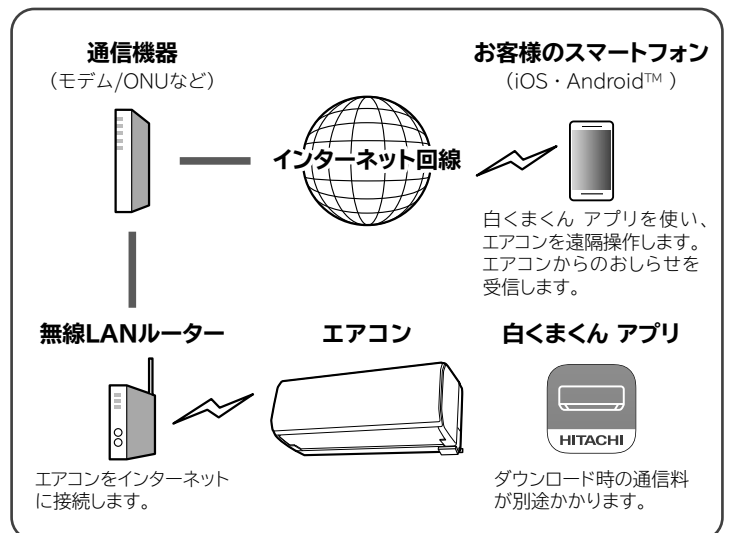 通信機器
（モデム/ONUなど）
お客様のスマートフォン
（iOS・Android™ ）
インターネット回線
白くまくん アプリを使い、
エアコンを遠隔操作します。
エアコンからのおしらせを
受信します。
無線LANルーター
エアコンをインターネット
に接続します。
エアコン
白くまくん アプリ
HITACHI
ダウンロード時の通信料
が別途かかります。